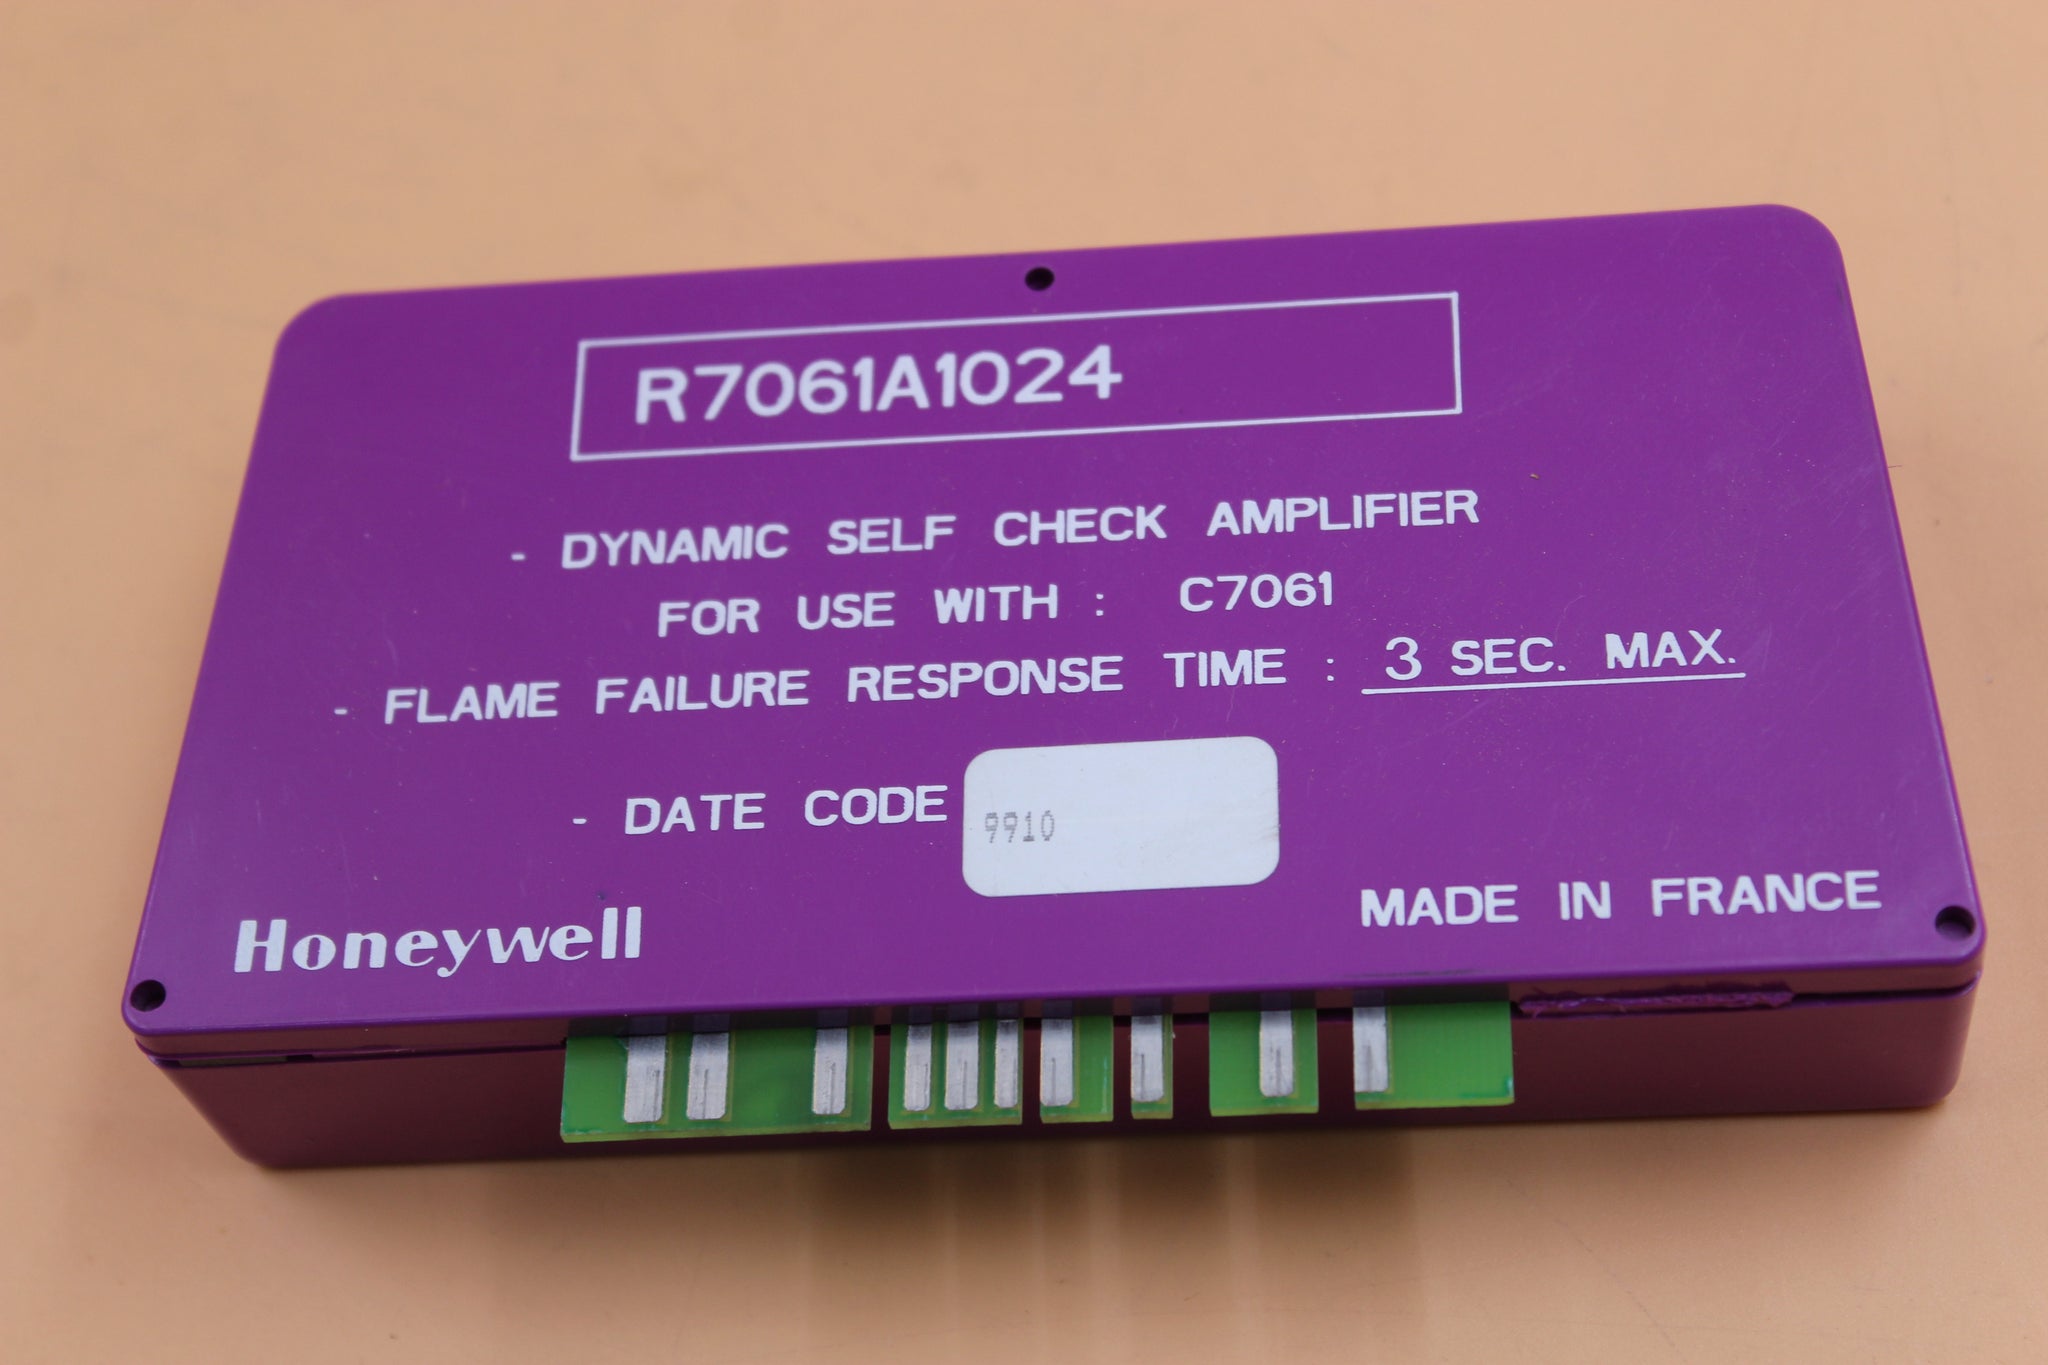 R7061A1024
- DYNAMIC SELF CHECK AMPLIFIER
FOR USE WITH : C7061
- FLAME FAILURE RESPONSE TIME : 3 SEC. MAX.
- DATE CODE 9910
Honeywell
MADE IN FRANCE